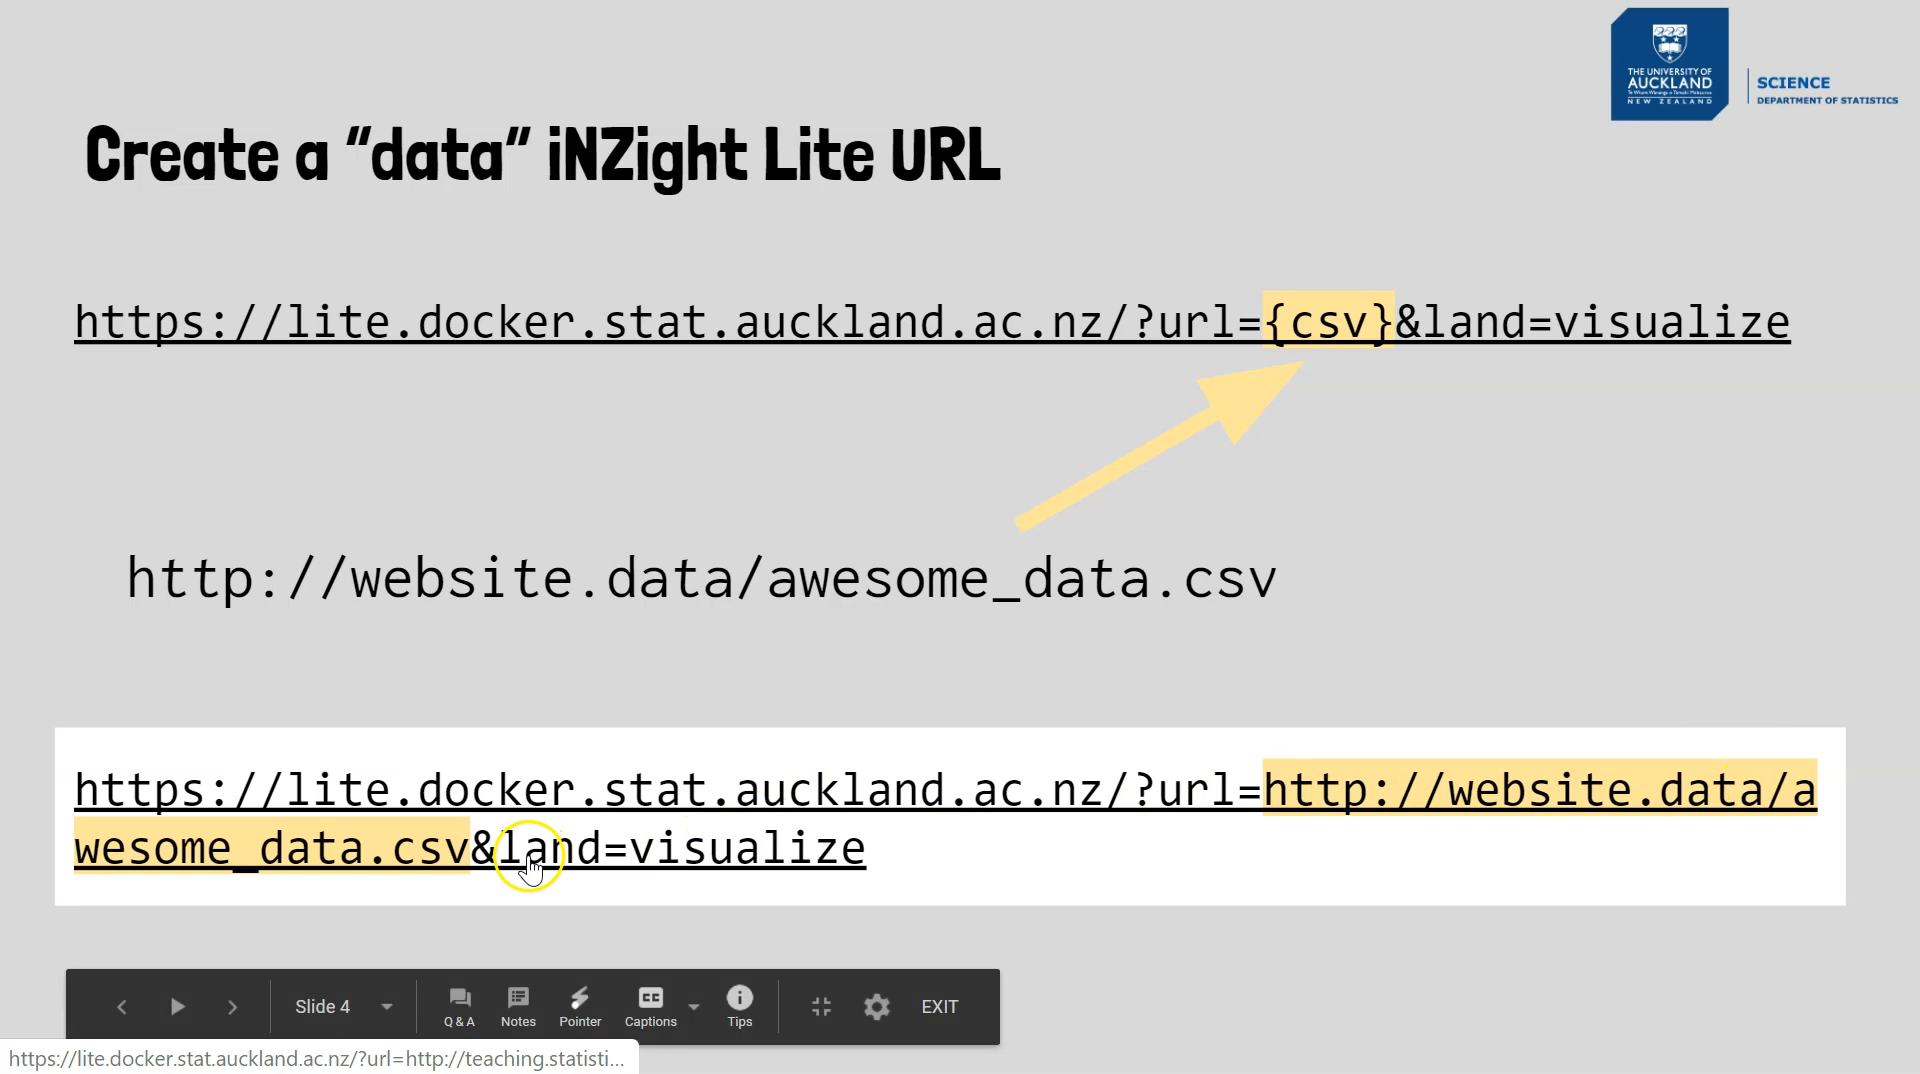 THE UNIVERSITY OF
AUCKLAND
NEW ZEALAND
SCIENCE
DEPARTMENT OF STATISTICS
Create a “data” iNZight Lite URL
https://lite.docker.stat.auckland.ac.nz/?url={csv}&land=visualize
http://website.data/awesome_data.csv
https://lite.docker.stat.auckland.ac.nz/?url=http://website.data/a
wesome_data.csv&land=visualize
Slide 4
Q & A
Notes
Pointer
Captions
Tips
EXIT
https://lite.docker.stat.auckland.ac.nz/?url=http://teaching.statisti...